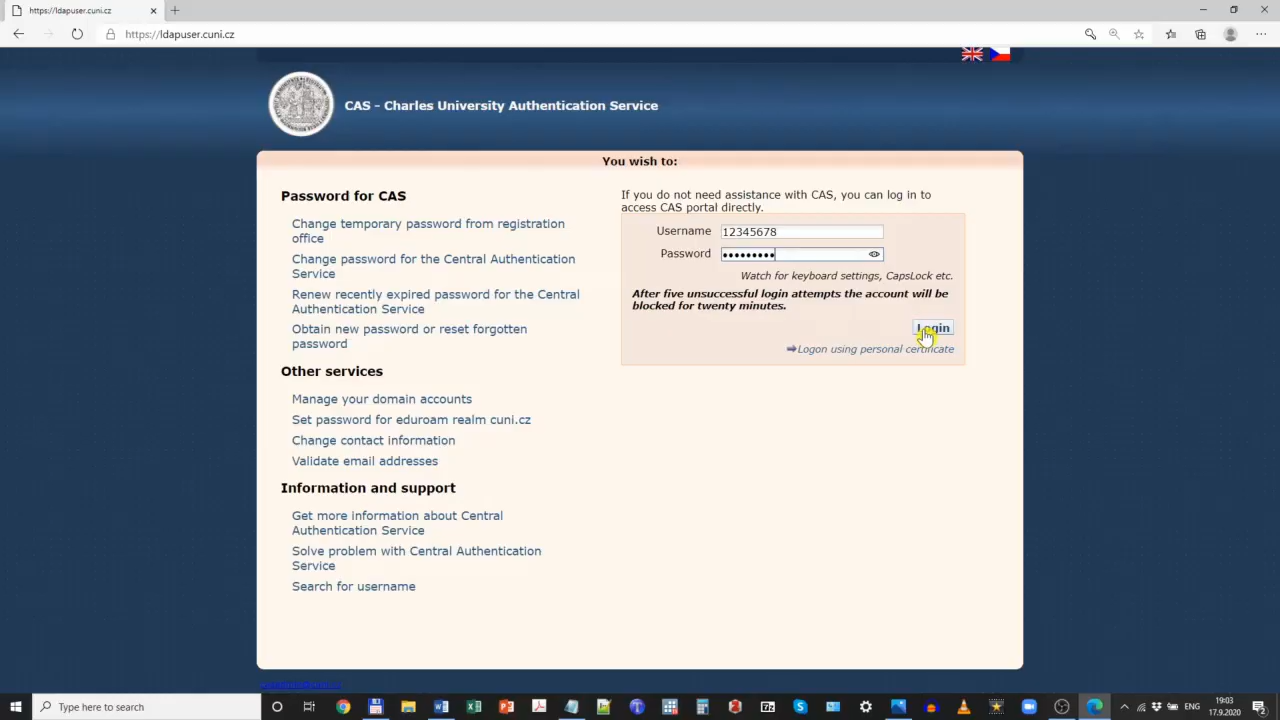 https://ldapuser.cuni.cz
https://ldapuser.cuni.cz
CAS - Charles University Authentication Service
You wish to:
Password for CAS
Change temporary password from registration
office
Change password for the Central Authentication
Service
Renew recently expired password for the Central
Authentication Service
Obtain new password or reset forgotten
password
Other services
Manage your domain accounts
Set password for eduroam realm cuni.cz
Change contact information
Validate email addresses
Information and support
Get more information about Central
Authentication Service
Solve problem with Central Authentication
Service
Search for username
If you do not need assistance with CAS, you can log in to
access CAS portal directly.
Username 12345678
Password •••••••••
Watch for keyboard settings, CapsLock etc.
After five unsuccessful login attempts the account will be
blocked for twenty minutes.
Login
Logon using personal certificate
Type here to search
ENG
19:03
17.9.2020